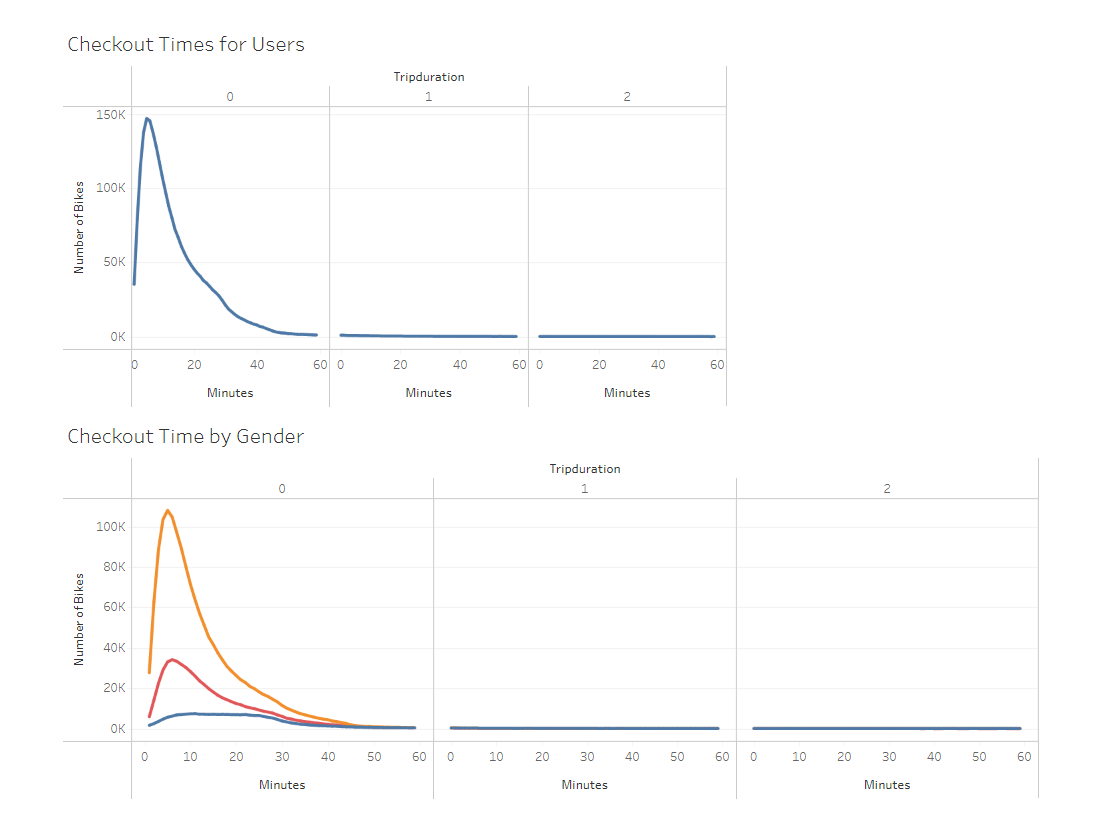 Checkout Times for Users
Tripduration
0 1 2
150K
100K
50K
0K
Number of Bikes
0 20 40 60 0 20 40 60 0 20 40 60
Minutes Minutes Minutes
Checkout Time by Gender
Tripduration
0 1 2
100K
80K
60K
40K
20K
0K
Number of Bikes
0 10 20 30 40 50 60 0 10 20 30 40 50 60 0 10 20 30 40 50 60
Minutes Minutes Minutes